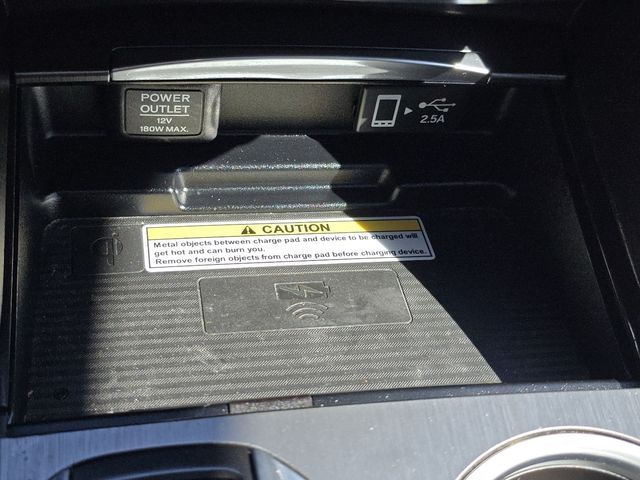 POWER
OUTLET
12V
180W MAX.
2.5A
CAUTION
Metal objects between charge pad and device to be charged will
get hot and can burn you.
Remove foreign objects from charge pad before charging device.